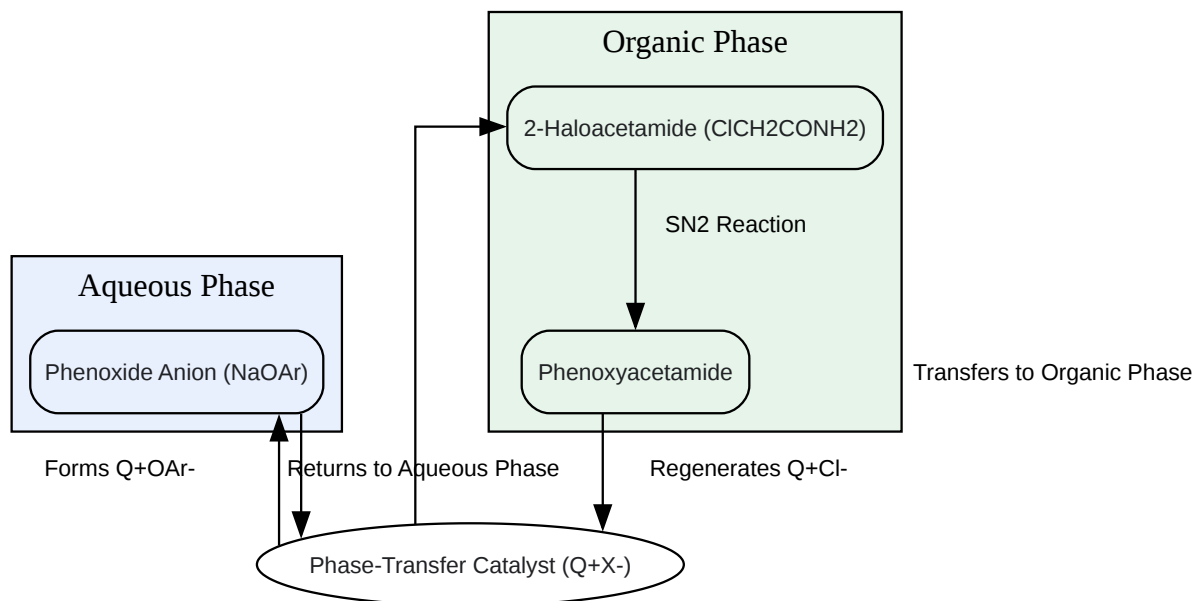 Organic Phase
2-Haloacetamide (ClCH2CONH2)
SN2 Reaction
Aqueous Phase
Phenoxide Anion (NaOAr)
Phenoxyacetamide
Transfers to Organic Phase
Forms Q+OAr-
Returns to Aqueous Phase
Regenerates Q+Cl-
Phase-Transfer Catalyst (Q+X-)